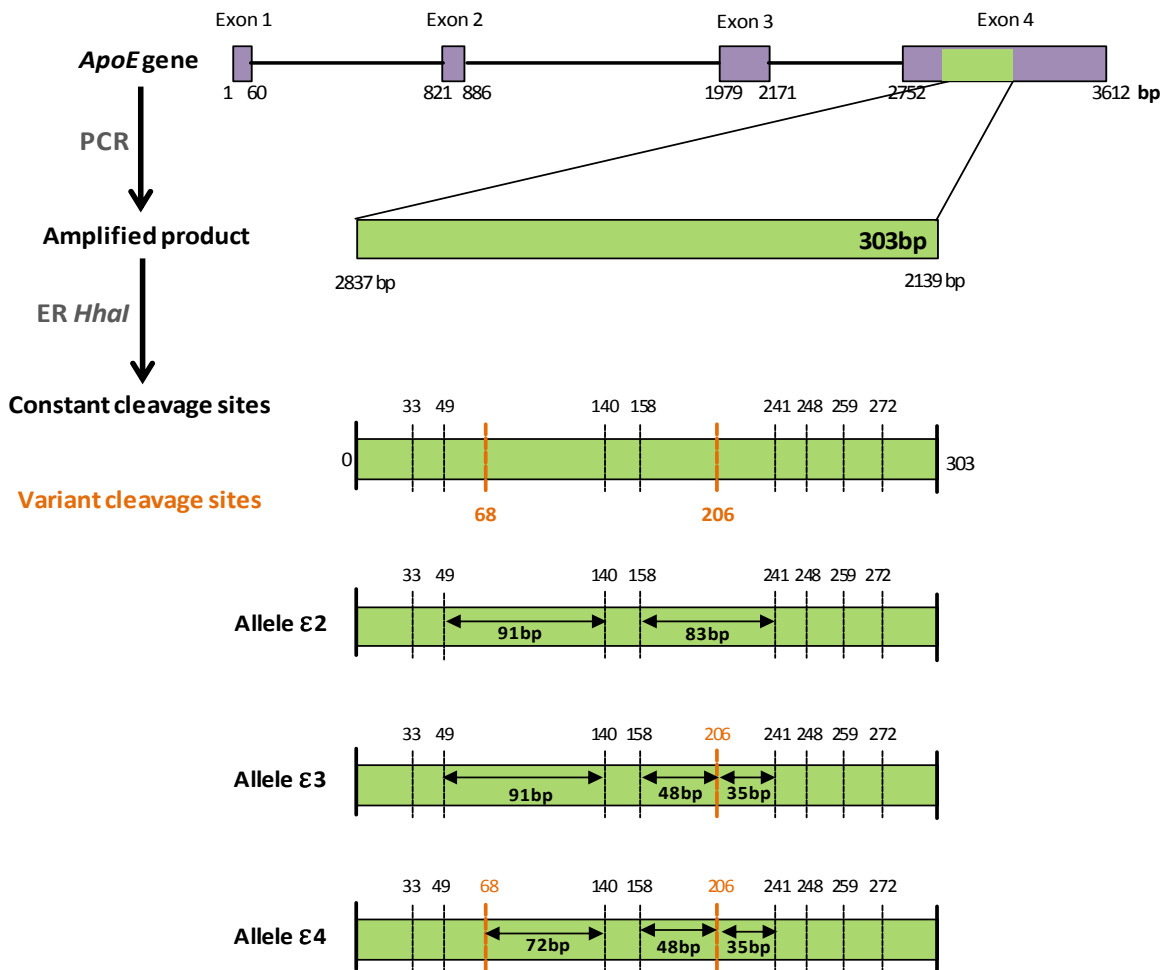 Exon 1 Exon 2 Exon 3 Exon 4
ApoE gene
1 60 821 886 1979 2171 2752 3612 bp
PCR
Amplified product
303bp
2837 bp 2139 bp
ER HhaI
Constant cleavage sites
33 49 140 158 241 248 259 272
0 303
Variant cleavage sites
68 206
33 49 140 158 241 248 259 272
Allele ε2
91bp 83bp
33 49 140 158 206 241 248 259 272
Allele ε3
91bp 48bp 35bp
33 49 68 140 158 206 241 248 259 272
Allele ε4
72bp 48bp 35bp